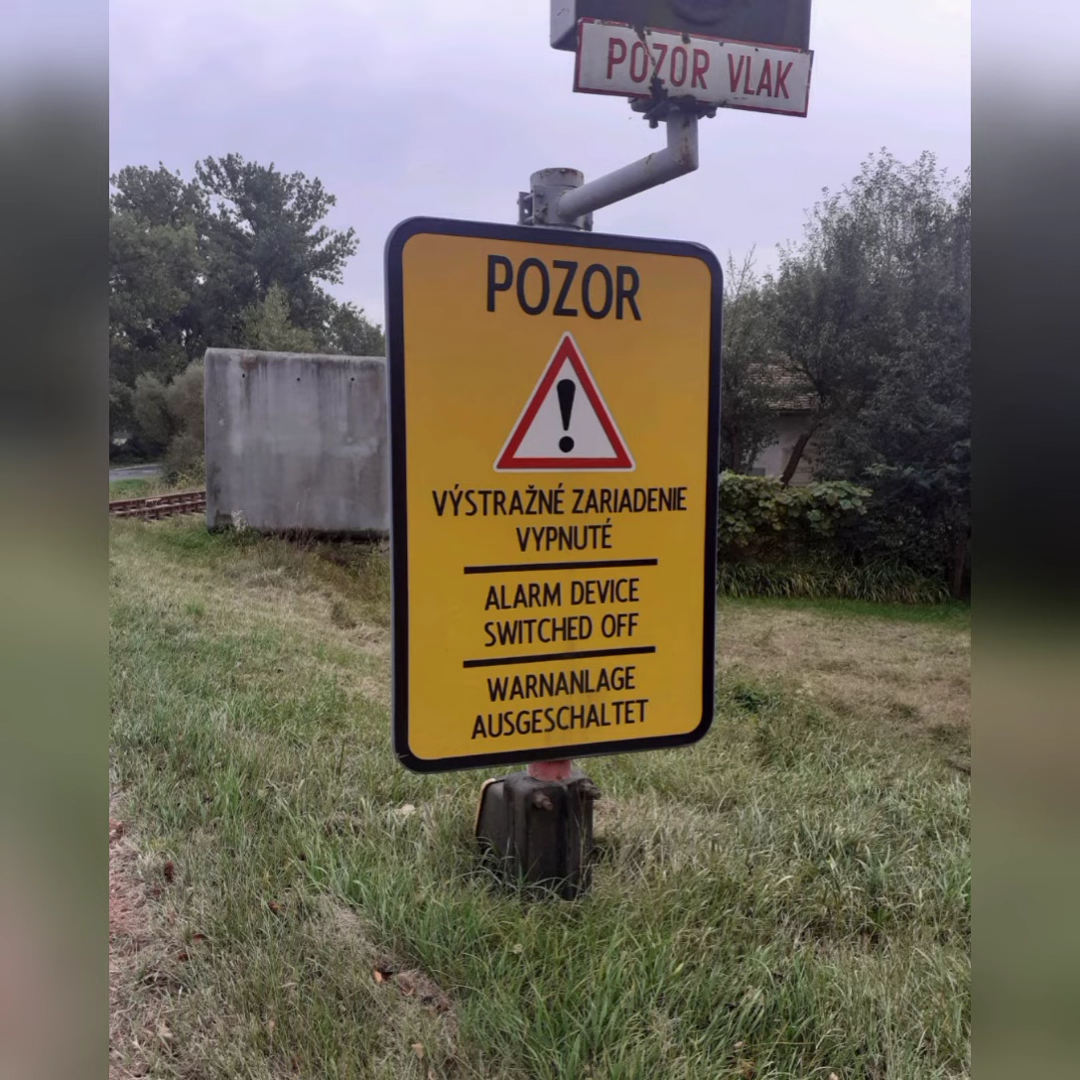 POZOR VLAK
POZOR
VÝSTRAŽNÉ ZARIADENIE
VYPNUTÉ
ALARM DEVICE
SWITCHED OFF
WARNANLAGE
AUSGESCHALTET